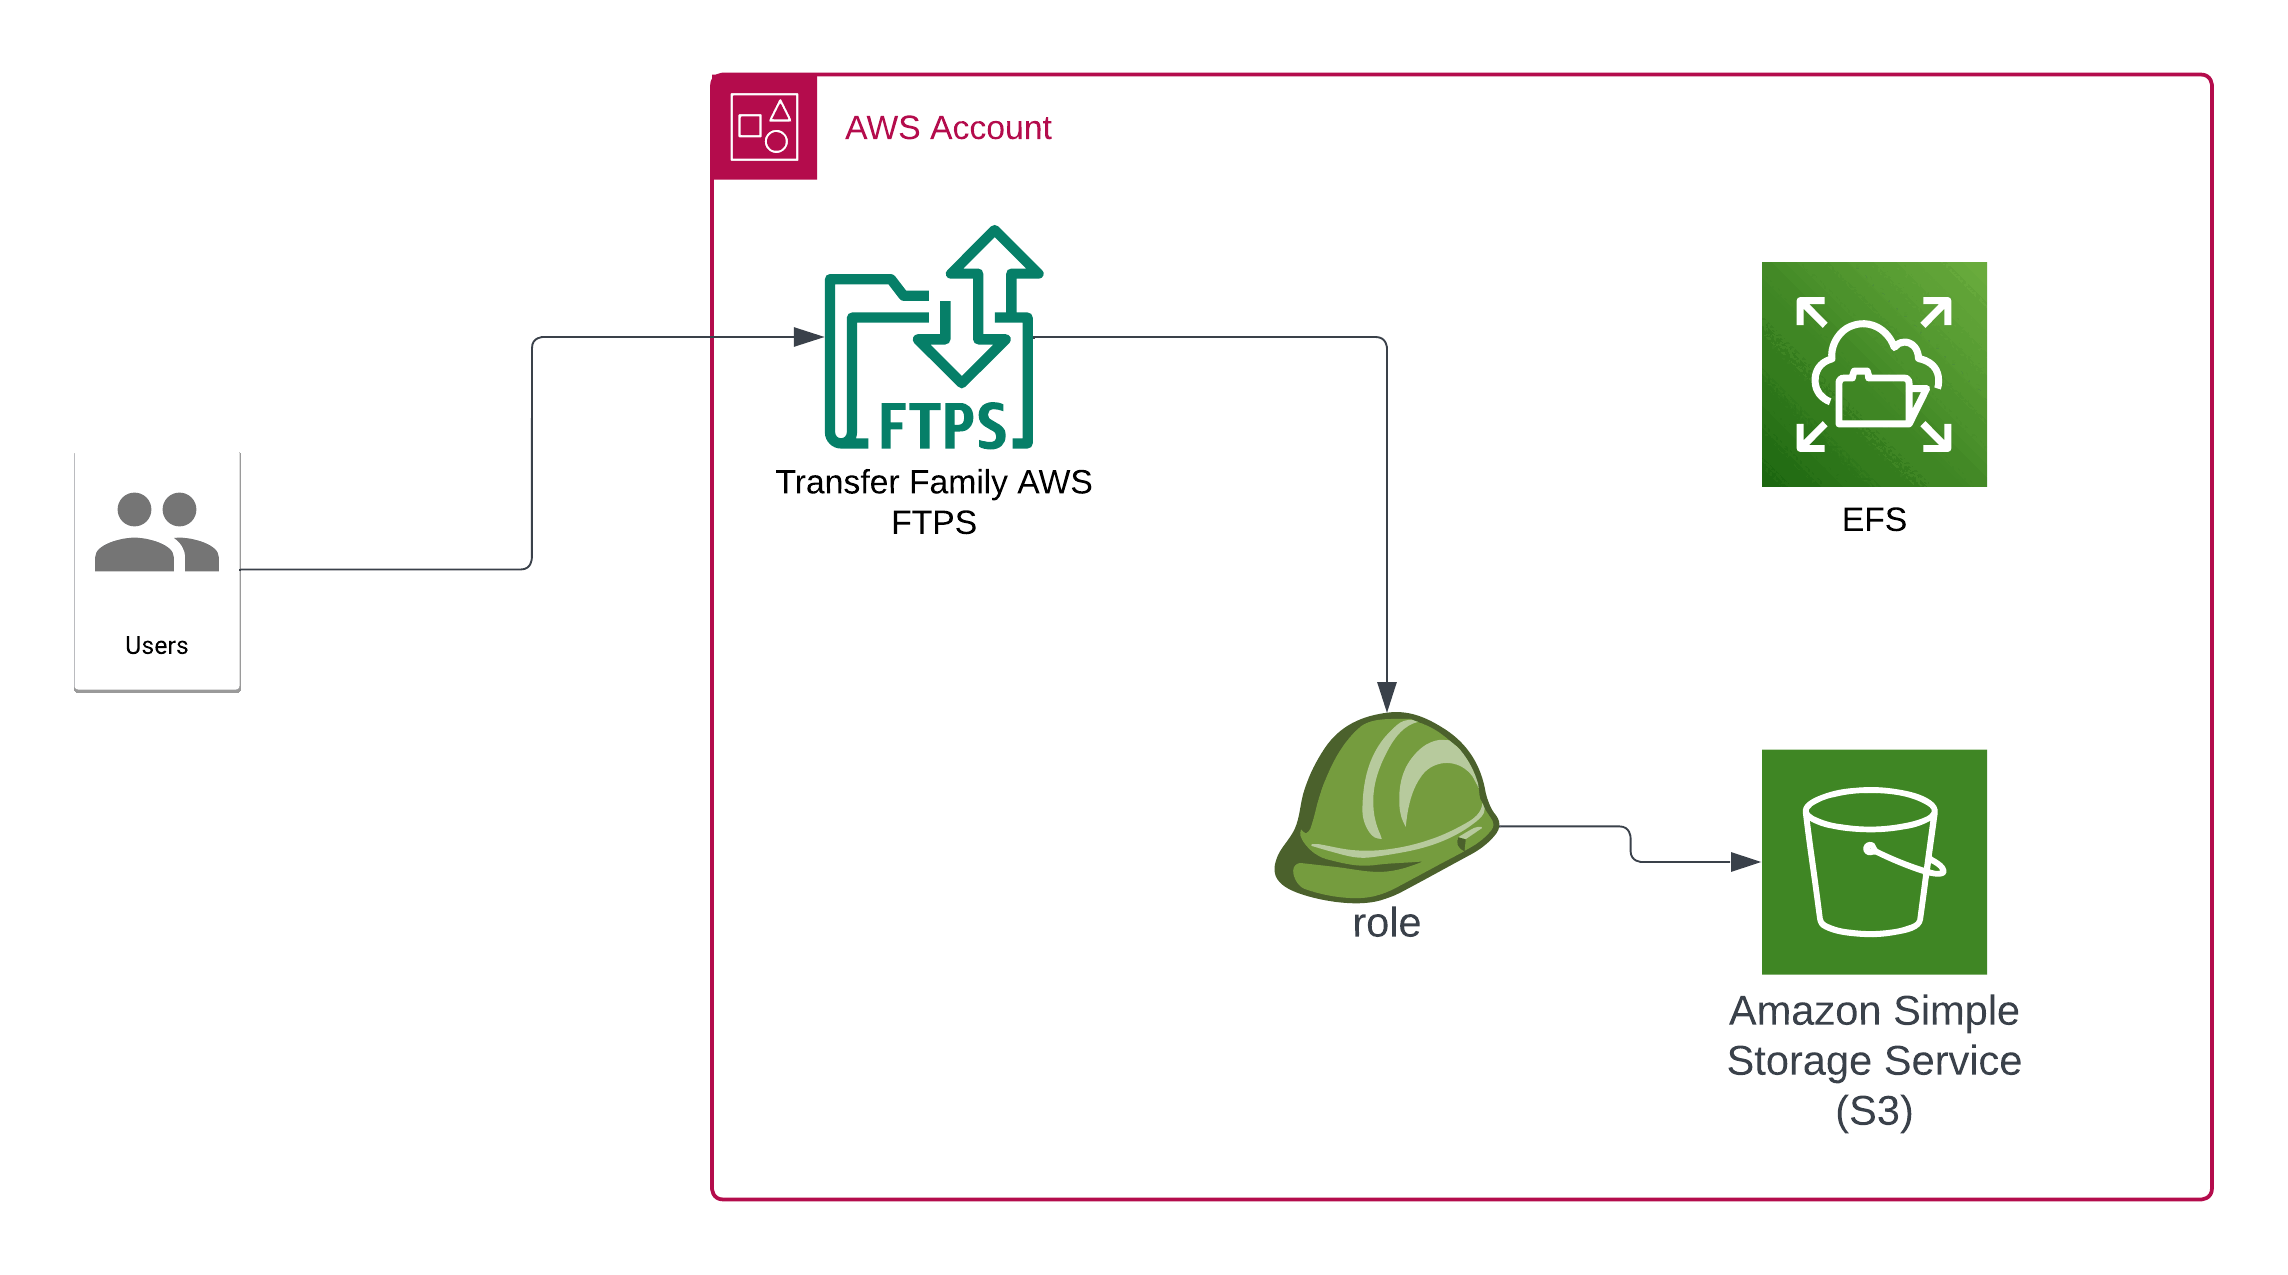 AWS Account
FTPS
Transfer Family AWS
FTPS
EFS
Users
role
Amazon Simple
Storage Service
(S3)